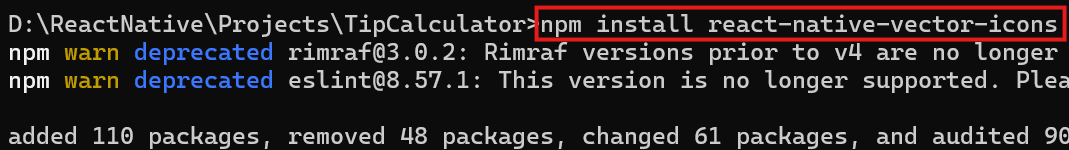 D:\ReactNative\Projects\TipCalculator>npm install react-native-vector-icons
npm warn deprecated rimraf@3.0.2: Rimraf versions prior to v4 are no longer
npm warn deprecated eslint@8.57.1: This version is no longer supported. Plea
added 110 packages, removed 48 packages, changed 61 packages, and audited 90